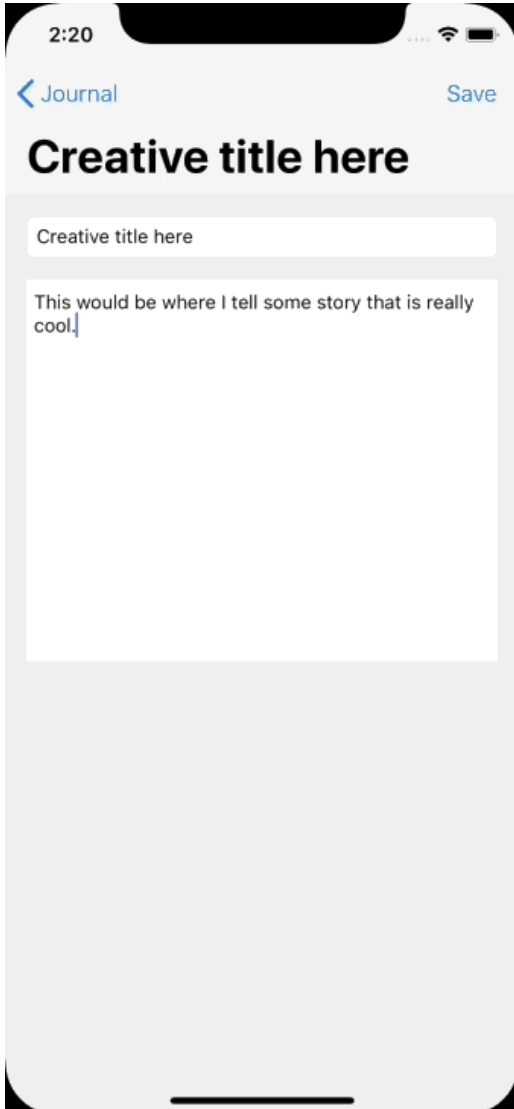 2:20
Journal
Save
Creative title here
Creative title here
This would be where I tell some story that is really
cool.